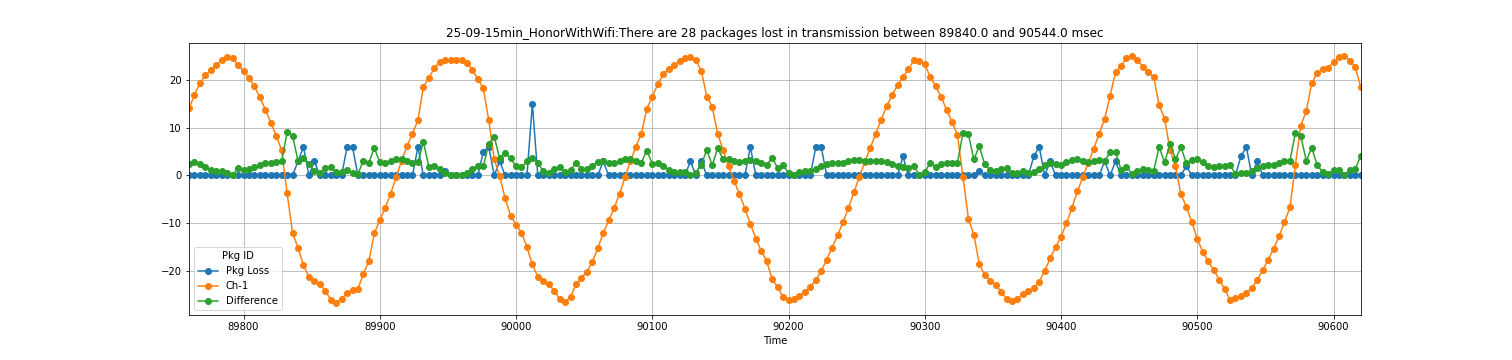 25-09-15min_HonorWithWifi:There are 28 packages lost in transmission between 89840.0 and 90544.0 msec
20
10
0
−10
−20
Pkg ID
Pkg Loss
Ch-1
Difference
89800 89900 90000 90100 90200 90300 90400 90500 90600
Time